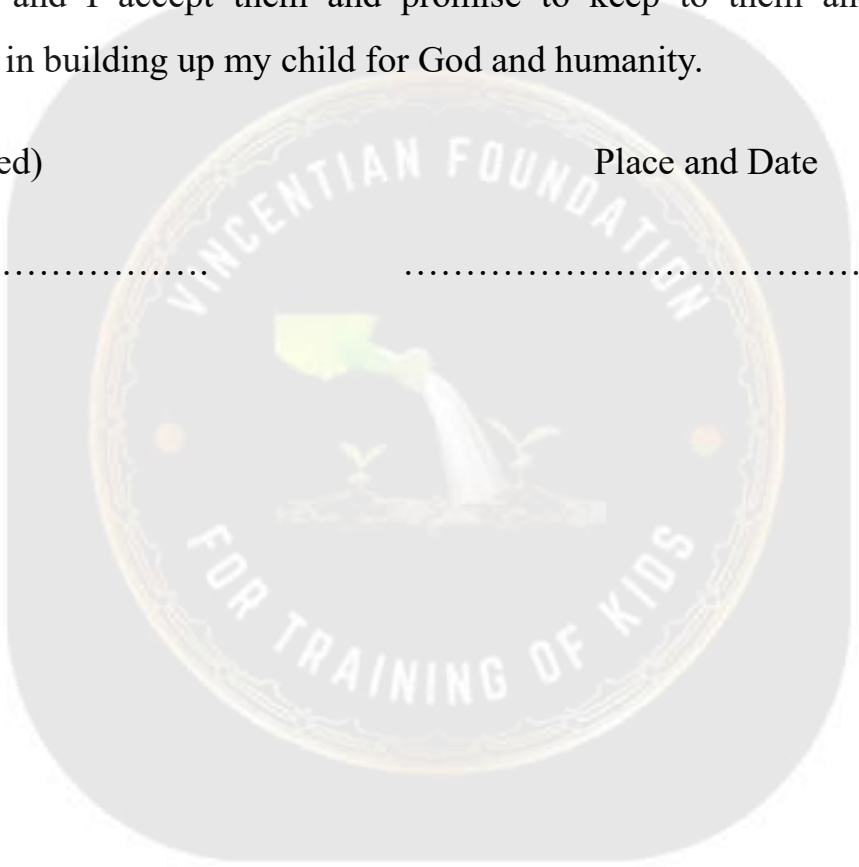 and I accept them and promise to keep to them
in building up my child for God and humanity.
ed) Place and Date
……………… ………………………………
VINCENTIAN FOUNDATION
FOR TRAINING OF KIDS